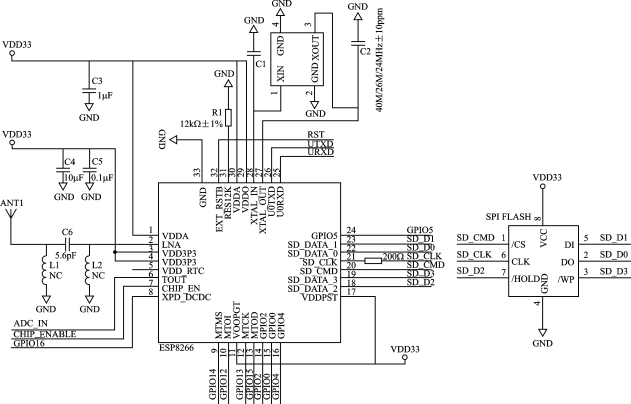 VDD33
C3
1μF
GND
VDD33
C4
10μF
GND
C5
0.1μF
GND
ANT1
C6
5.6pF
L1
NC
GND
L2
NC
GND
ADC_IN
CHIP_ENABLE
GPIO16
GND
R1
12kΩ±1%
GND
GND
C1
GND
4
3
GND
XOUT
XIN
GND
1
2
GND
GND
C2
40M/26M/24MHz±10ppm
RST
UTXD
URXD
33
32
31
30
29
28
27
26
25
GND
EXT_RSTB
RES12K
VDDA
VDDO
XTAL_IN
XTAL_OUT
U0TXD
U0RXD
1 VDDA
2 LNA
3 VDD3P3
4 VDD3P3
5 VDD_RTC
6 TOUT
7 CHIP_EN
8 XPD_DCDC
GPIO5 24 GPIO5
SD_DATA_1 23 SD_D1
SD_DATA_0 22 SD_D0
SD_CLK 21 200Ω SD_CLK
SD_CMD 20 SD_CMD
SD_DATA_3 19 SD_D3
SD_DATA_2 18 SD_D2
VDDPST 17
MTMS
MTOI
VOOPGT
MTCK
MTOD
GPIO2
GPIO0
GPIO4
ESP8266
9
10
11
12
13
14
15
16
GPIO14
GPIO12
GPIO13
GPIO15
GPIO2
GPIO0
GPIO4
VDD33
VDD33
SPI FLASH
8
VCC
SD_CMD 1 /CS
SD_CLK 6 CLK
SD_D2 7 /HOLD
DI 5 SD_D1
DO 2 SD_D0
/WP 3 SD_D3
GND
4
GND